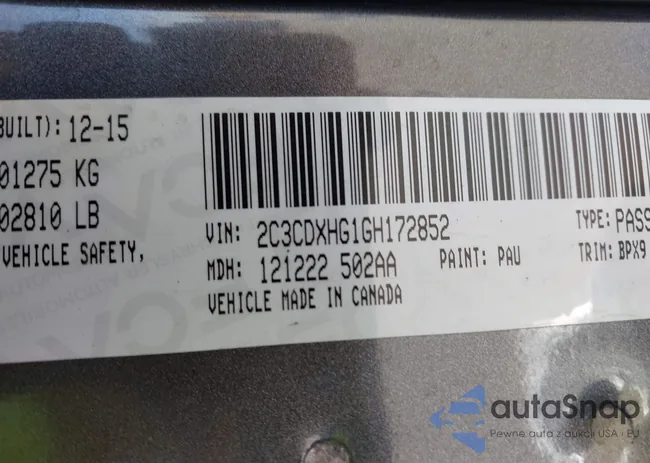 BUILT): 12-15
01275 KG
02810 LB
VEHICLE SAFETY,
VIN: 2C3CDXHG1GH172852
TYPE: PASS
MDH: 121222 502AA
PAINT: PAU
TRIM: BPX9
VEHICLE MADE IN CANADA
autaSnap
Pewne auta z aukcji USA i EU